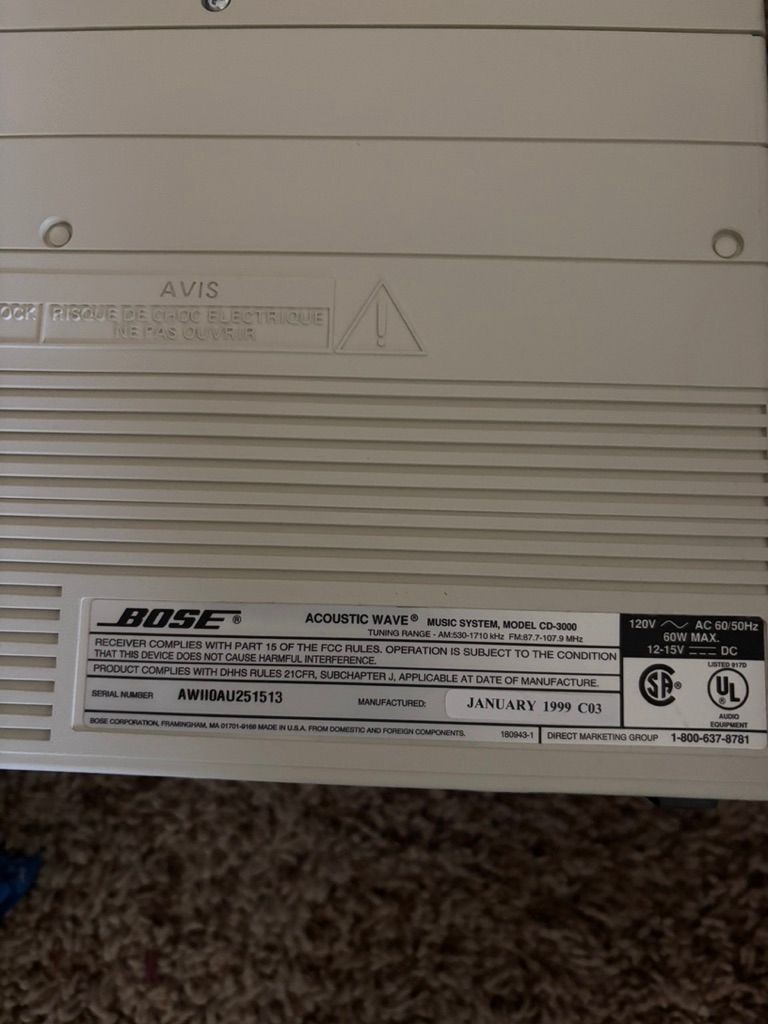 AVIS
OCK RISQUE DE CHOC ELECTRIQUE
NE PAS OUVRIR
BOSE® ACOUSTIC WAVE® MUSIC SYSTEM, MODEL CD-3000
TUNING RANGE - AM:530-1710 kHz FM:87.7-107.9 MHz
RECEIVER COMPLIES WITH PART 15 OF THE FCC RULES. OPERATION IS SUBJECT TO THE CONDITION
THAT THIS DEVICE DOES NOT CAUSE HARMFUL INTERFERENCE.
PRODUCT COMPLIES WITH DHHS RULES 21CFR, SUBCHAPTER J, APPLICABLE AT DATE OF MANUFACTURE.
SERIAL NUMBER AWII0AU251513 MANUFACTURED: JANUARY 1999 C03
BOSE CORPORATION, FRAMINGHAM, MA 01701-9168 MADE IN U.S.A. FROM DOMESTIC AND FOREIGN COMPONENTS. 180943-1
120V ~ AC 60/50Hz
60W MAX.
12-15V ⎓ DC
LISTED 917D
SA® UL®
AUDIO
EQUIPMENT
DIRECT MARKETING GROUP 1-800-637-8781